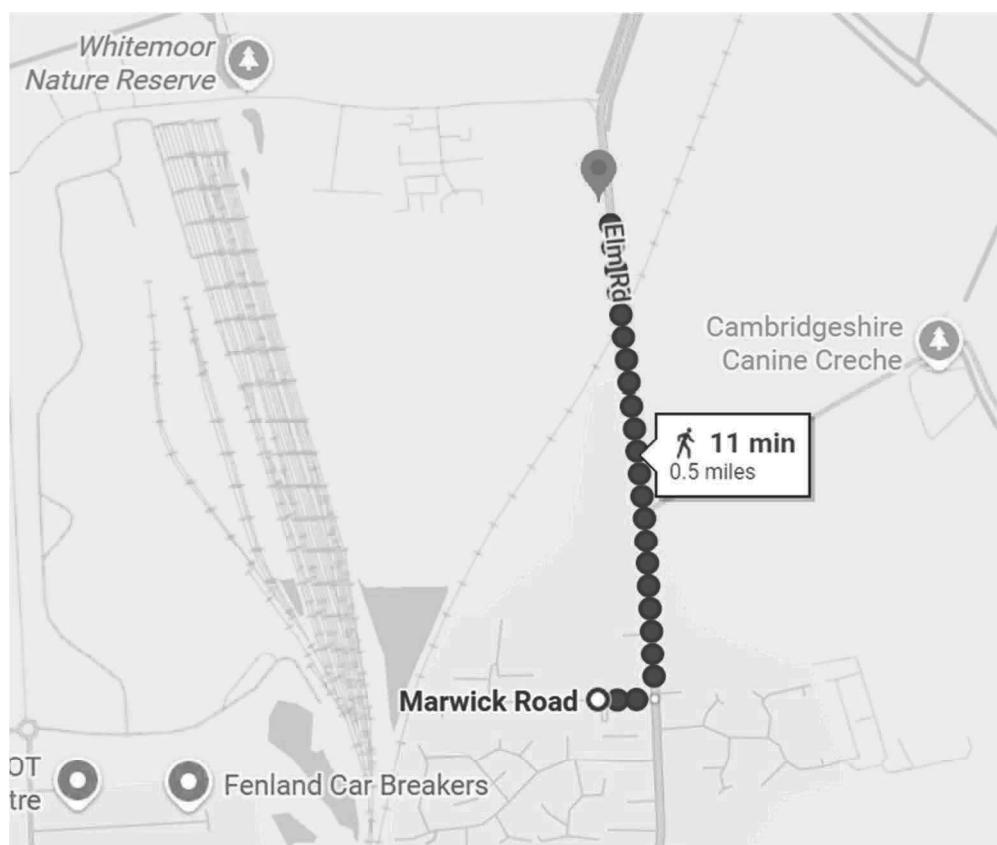 Whitemoor
Nature Reserve
Elm Rd
Cambridgeshire
Canine Creche
11 min
0.5 miles
Marwick Road
OT
tre
Fenland Car Breakers